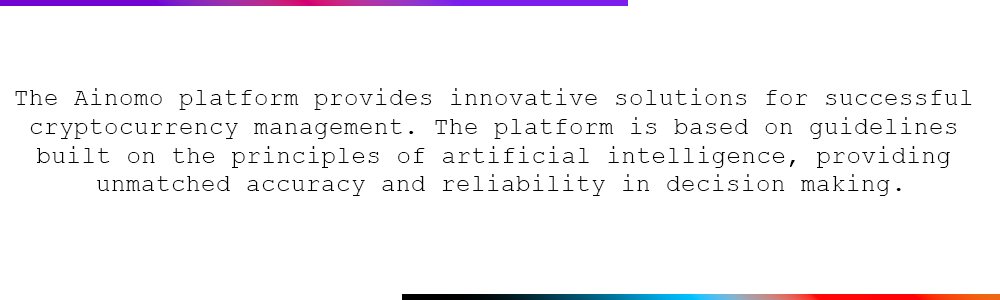 The Ainomo platform provides innovative solutions for successful
cryptocurrency management. The platform is based on guidelines
built on the principles of artificial intelligence, providing
unmatched accuracy and reliability in decision making.